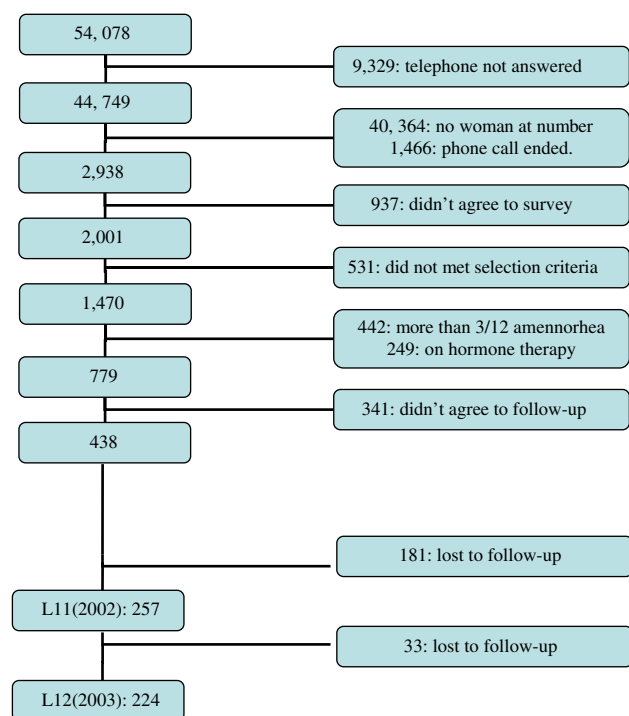 54, 078
9,329: telephone not answered
44, 749
40, 364: no woman at number
1,466: phone call ended.
2,938
937: didn't agree to survey
2,001
531: did not met selection criteria
1,470
442: more than 3/12 amennorhea
249: on hormone therapy
779
341: didn't agree to follow-up
438
181: lost to follow-up
L11(2002): 257
33: lost to follow-up
L12(2003): 224